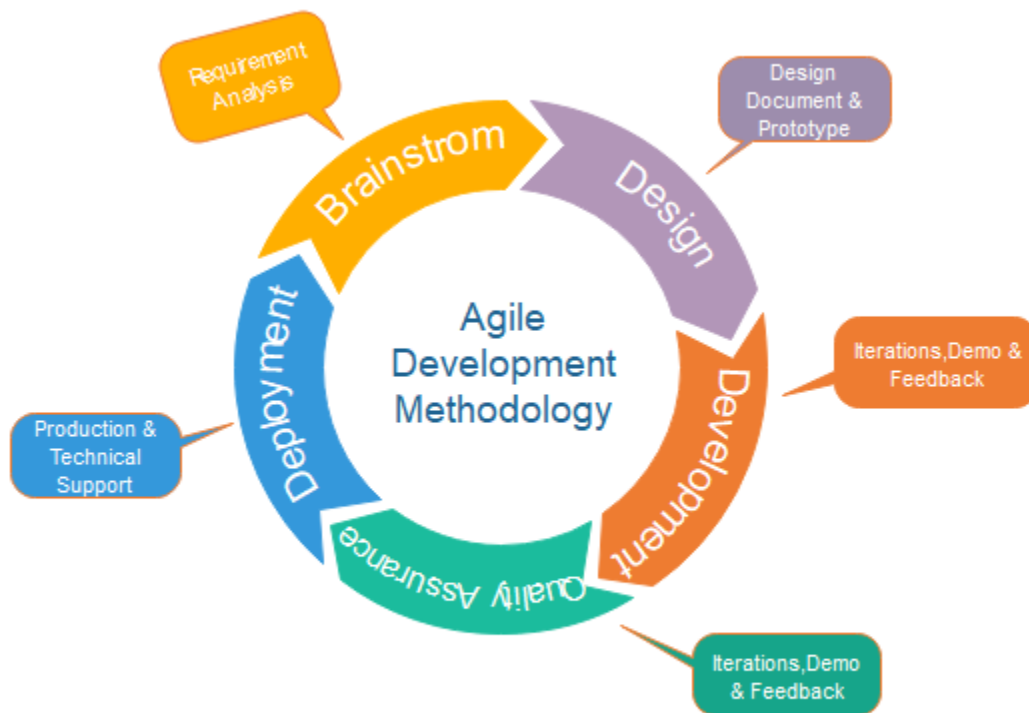 Requirement
Analysis
Brainstrom
Design
Document &
Prototype
Design
Agile
Development
Methodology
Iterations,Demo &
Feedback
Development
Deployment
Production &
Technical
Support
Quality Assurance
Iterations,Demo
& Feedback